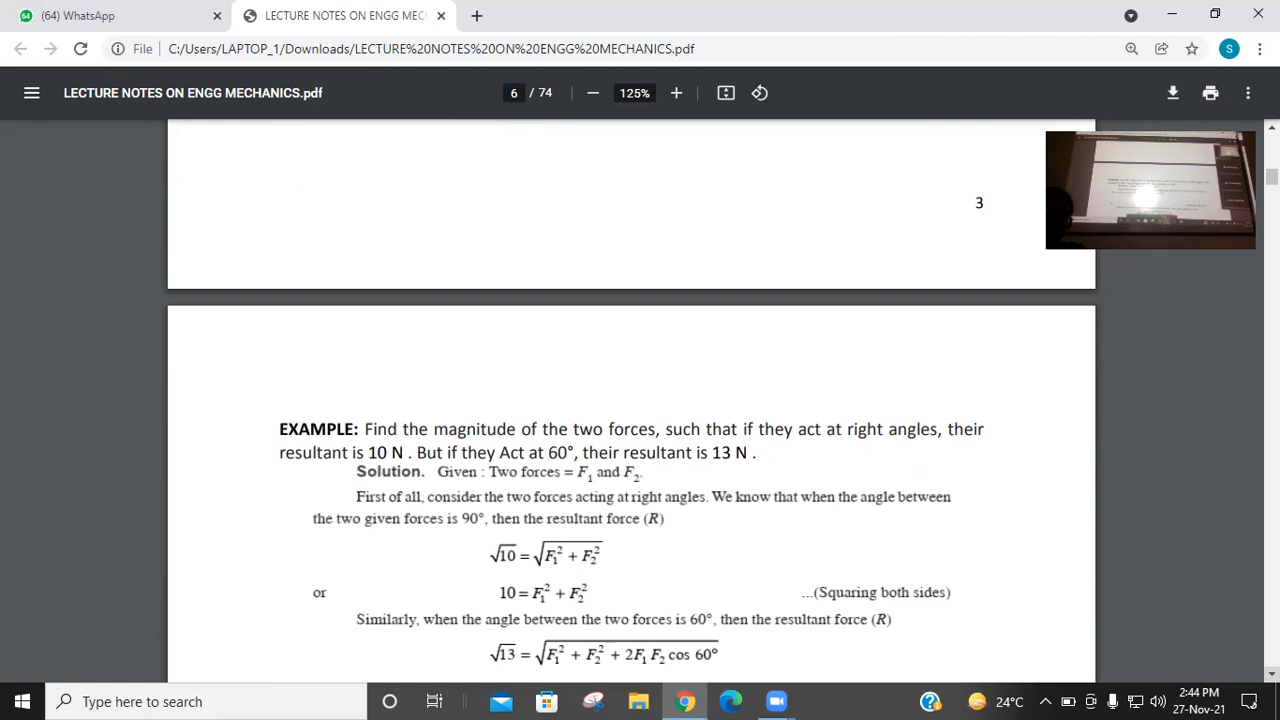 64
(64) WhatsApp
LECTURE NOTES ON ENGG MEC
File
C:/Users/LAPTOP_1/Downloads/LECTURE%20NOTES%20ON%20ENGG%20MECHANICS.pdf
S
LECTURE NOTES ON ENGG MECHANICS.pdf
6 / 74
125%
3
EXAMPLE: Find the magnitude of the two forces, such that if they act at right angles, their
resultant is 10 N . But if they Act at 60°, their resultant is 13 N .
Solution. Given : Two forces = F₁ and F₂.
First of all, consider the two forces acting at right angles. We know that when the angle between
the two given forces is 90°, then the resultant force (R)
√10 = √F₁² + F₂²
or 10 = F₁² + F₂² ...(Squaring both sides)
Similarly, when the angle between the two forces is 60°, then the resultant force (R)
√13 = √F₁² + F₂² + 2F₁ F₂ cos 60°
Type here to search
24°C
2:44 PM
27-Nov-21